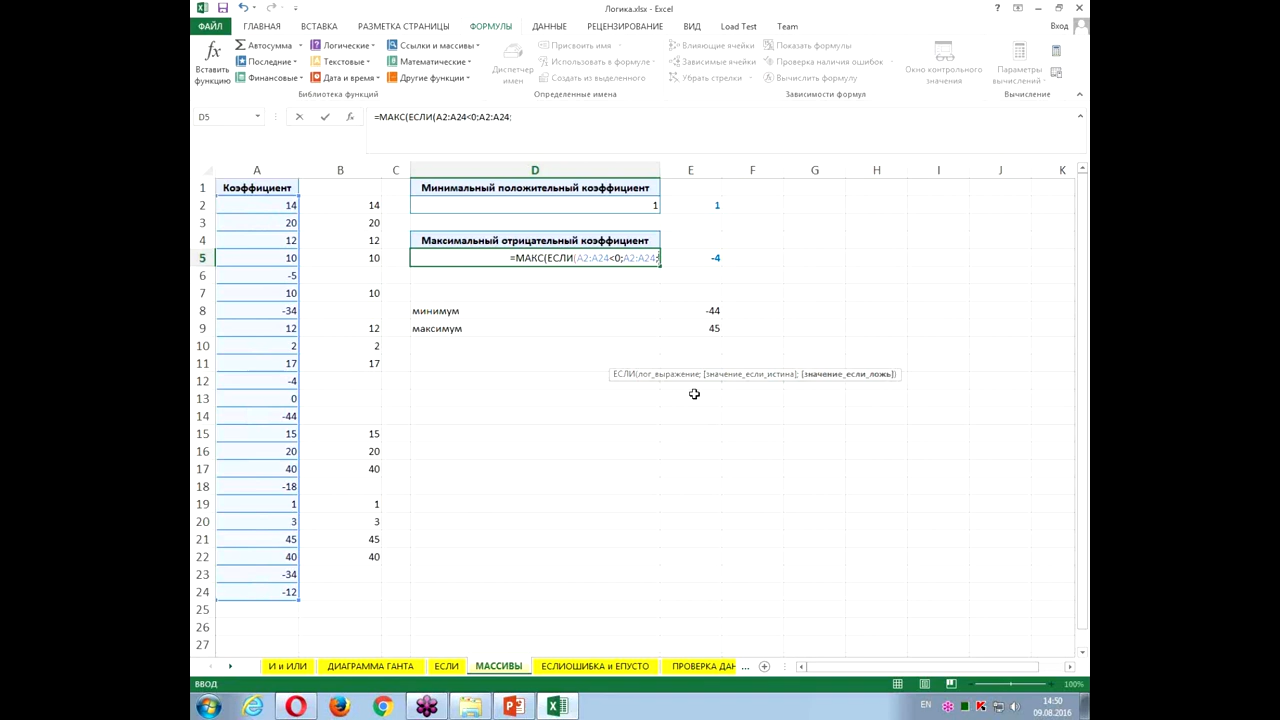 Логика.xlsx - Excel
ФАЙЛ ГЛАВНАЯ ВСТАВКА РАЗМЕТКА СТРАНИЦЫ ФОРМУЛЫ ДАННЫЕ РЕЦЕНЗИРОВАНИЕ ВИД Load Test Team Вход
Вставить функцию
Автосумма Логические Ссылки и массивы
Последние Текстовые Математические
Финансовые Дата и время Другие функции
Библиотека функций
Диспетчер имен
Присвоить имя
Использовать в формуле
Создать из выделенного
Определенные имена
Влияющие ячейки Показать формулы
Зависимые ячейки Проверка наличия ошибок
Убрать стрелки Вычислить формулу
Зависимости формул
Окно контрольного значения
Параметры вычислений
Вычисление
D5 =МАКС(ЕСЛИ(A2:A24<0;A2:A24;
A B C D E F G H I J K
1 Коэффициент Минимальный положительный коэффициент
2 14 14 1 1
3 20 20
4 12 12 Максимальный отрицательный коэффициент
5 10 10 =МАКС(ЕСЛИ(A2:A24<0;A2:A24; -4
6 -5
7 10 10
8 -34 минимум -44
9 12 12 максимум 45
10 2 2
11 17 17
ЕСЛИ(лог_выражение; [значение_если_истина]; [значение_если_ложь])
12 -4
13 0
14 -44
15 15 15
16 20 20
17 40 40
18 -18
19 1 1
20 3 3
21 45 45
22 40 40
23 -34
24 -12
25
26
27
И и ИЛИ ДИАГРАММА ГАНТА ЕСЛИ МАССИВЫ ЕСЛИОШИБКА и ЕПУСТО ПРОВЕРКА ДАН ...
ВВОД 100%
EN 14:50
09.08.2016